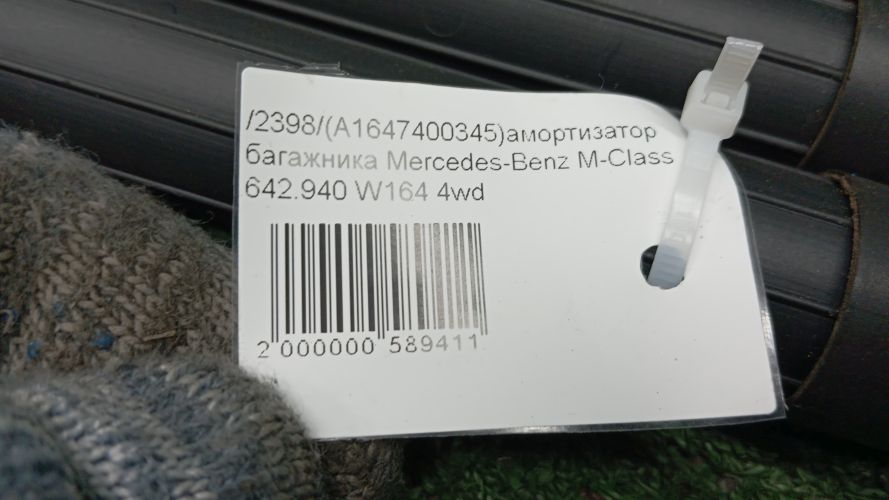 /2398/(A1647400345)амортизатор
багажника Mercedes-Benz M-Class
642.940 W164 4wd
2 000000 589411